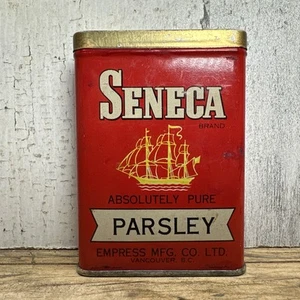 SENECA
BRAND
ABSOLUTELY PURE
PARSLEY
EMPRESS MFG. CO. LTD.
VANCOUVER, B.C.